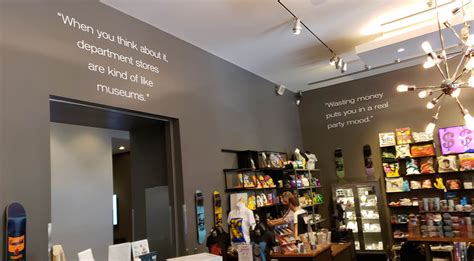 "When you think about it,
department stores
are kind of like
museums."
"Wasting money
puts you in a real
party mood."